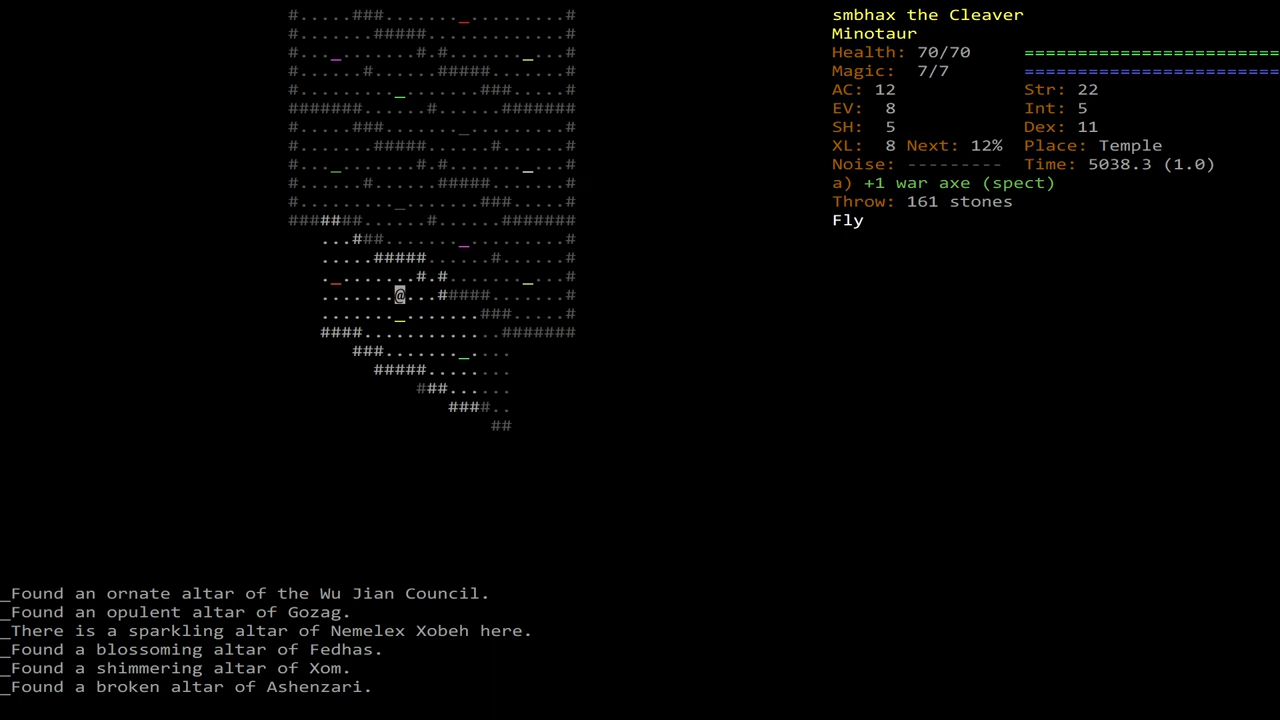 #.....###.......__.........#
smbhax the Cleaver
#......#####.............#
Minotaur
#..._.......#.#......._...#
Health: 70/70 ========================
#......#......#####.......#
Magic: 7/7 ========================
#........._.......###.....#
AC: 12 Str: 22
#######......#......#######
EV: 8 Int: 5
#.....###......._.........#
SH: 5 Dex: 11
#.......#####......#......#
XL: 8 Next: 12% Place: Temple
#..._.......#.#......._...#
Noise: --------- Time: 5038.3 (1.0)
#......#......#####.......#
a) +1 war axe (spect)
#........._.......###.....#
Throw: 161 stones
#######......#......#######
Fly
...###......._.........#
.....#####......#......#
._.......#.#......._...#
.......@...#####.......#
......._.......###.....#
####.............#######
###......._....
#####........
###......
#####..
##
_Found an ornate altar of the Wu Jian Council.
_Found an opulent altar of Gozag.
_There is a sparkling altar of Nemelex Xobeh here.
_Found a blossoming altar of Fedhas.
_Found a shimmering altar of Xom.
_Found a broken altar of Ashenzari.